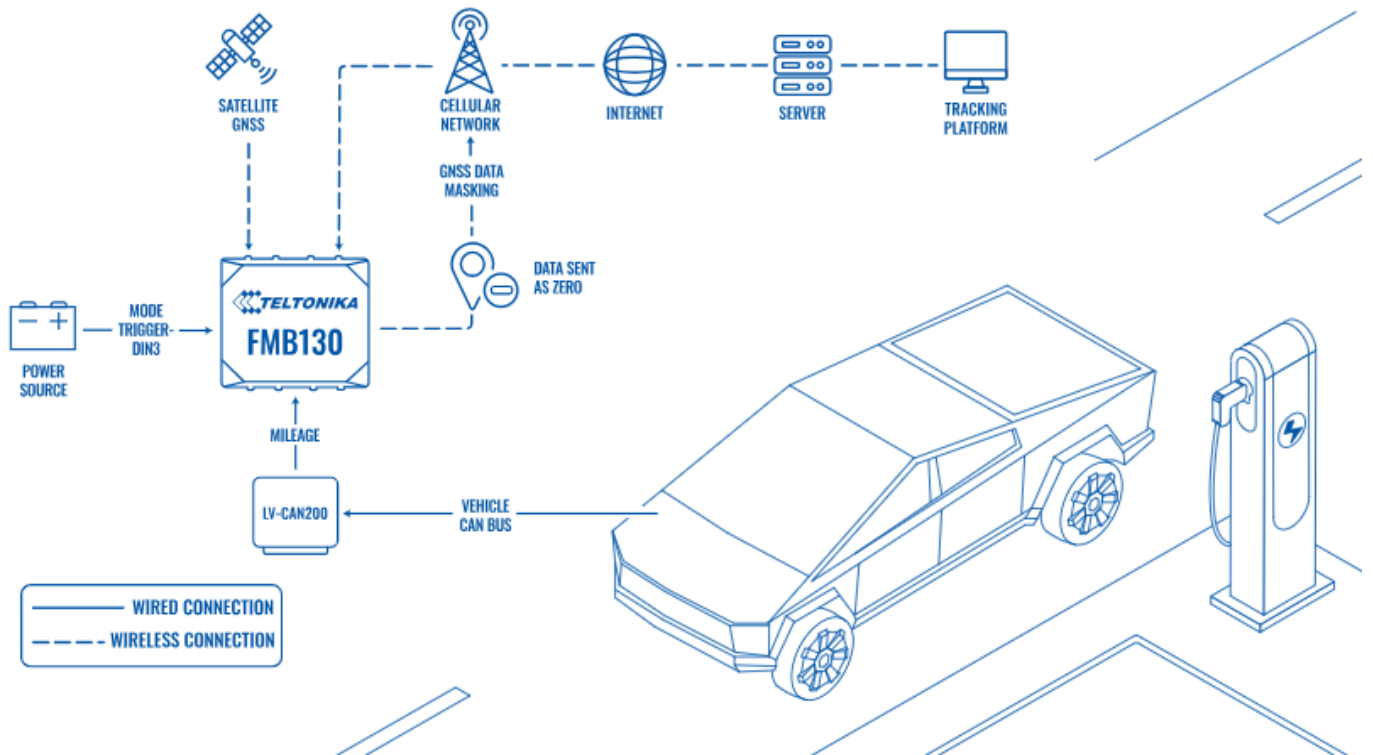 SATELLITE
GNSS
CELLULAR
NETWORK
INTERNET
SERVER
TRACKING
PLATFORM
GNSS DATA
MASKING
DATA SENT
AS ZERO
TELTONIKA
FMB130
MODE
TRIGGER-
DIN3
POWER
SOURCE
MILEAGE
LV-CAN200
VEHICLE
CAN BUS
WIRED CONNECTION
WIRELESS CONNECTION